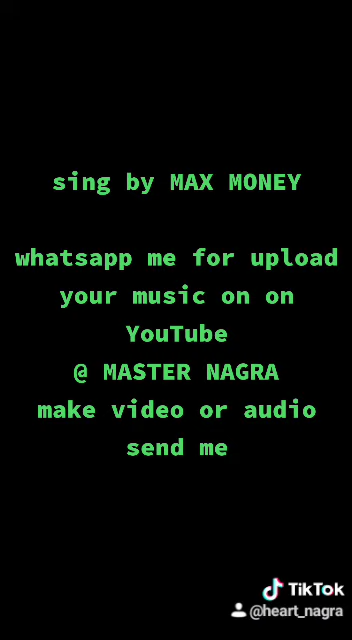 sing by MAX MONEY
whatsapp me for upload
your music on on
YouTube
@ MASTER NAGRA
make video or audio
send me
TikTok
@heart_nagra